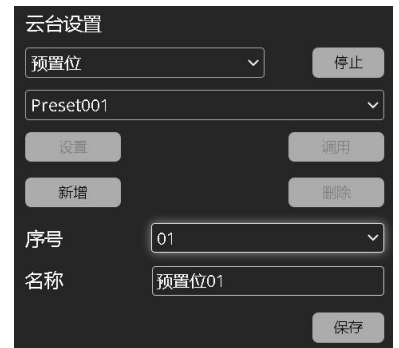 云台设置
预置位 停止
Preset001
设置 调用
新增 删除
序号 01
名称 预置位01
保存